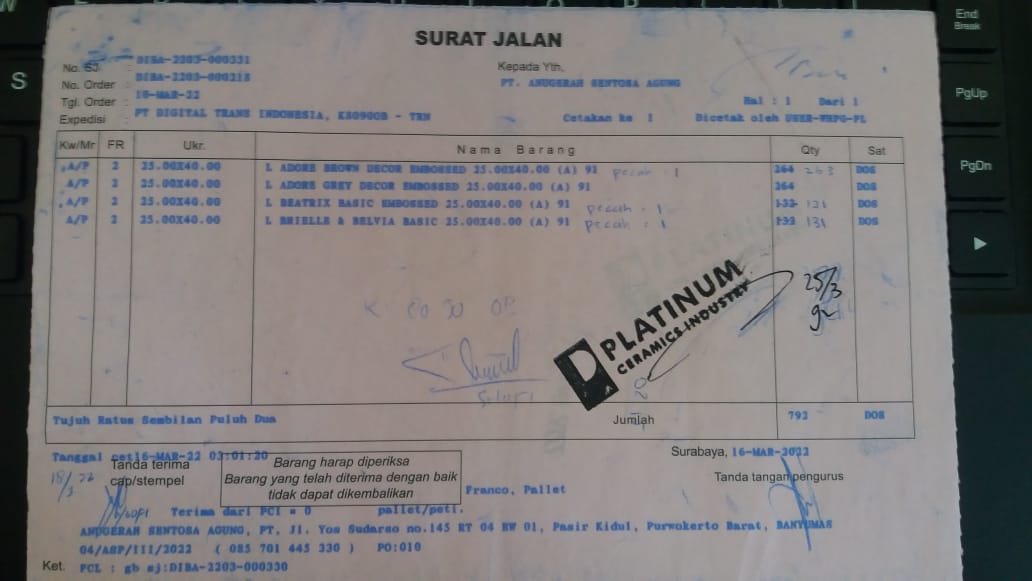 SURAT JALAN
No. SJ : DIBA-2203-000331
No. Order : DIBA-2203-000218
Tgl. Order : 16-MAR-22
Expedisi : PT DIGITAL TRANS INDONESIA, K8090OB - TRN
Kepada Yth,
PT. ANUGERAH SENTOSA AGUNG
Hal : 1 Dari 1
Cetakan ke 1 Dicetak oleh USER-WHPG-PL
Kw/Mr FR Ukr. Nama Barang Qty Sat
A/P 2 25.00X40.00 L ADORE BROWN DECOR EMBOSSED 25.00X40.00 (A) 91 pecah : 1 264 263 DOS
A/P 2 25.00X40.00 L ADORE GREY DECOR EMBOSSED 25.00X40.00 (A) 91 264 DOS
A/P 2 25.00X40.00 L BEATRIX BASIC EMBOSSED 25.00X40.00 (A) 91 pecah : 1 132 131 DOS
A/P 2 25.00X40.00 L BRIELLE & BELVIA BASIC 25.00X40.00 (A) 91 pecah : 1 132 131 DOS
PLATINUM
CERAMICS INDUSTRY
25/3
Tujuh Ratus Sembilan Puluh Dua Jumlah 792 DOS
Tanggal cet16-MAR-22 03:01:20
Surabaya, 16-MAR-2022
Tanda terima
cap/stempel
Barang harap diperiksa
Barang yang telah diterima dengan baik
tidak dapat dikembalikan
Tanda tangan pengurus
Franco, Pallet
Terima dari PCI = 0 pallet/peti.
ANUGERAH SENTOSA AGUNG, PT. Jl. Yos Sudarso no.145 RT 04 RW 01, Pasir Kidul, Purwokerto Barat, BANYUMAS
04/ASP/III/2022 ( 085 701 445 330 ) PO:010
Ket. PCL : gb sj:DIBA-2203-000330